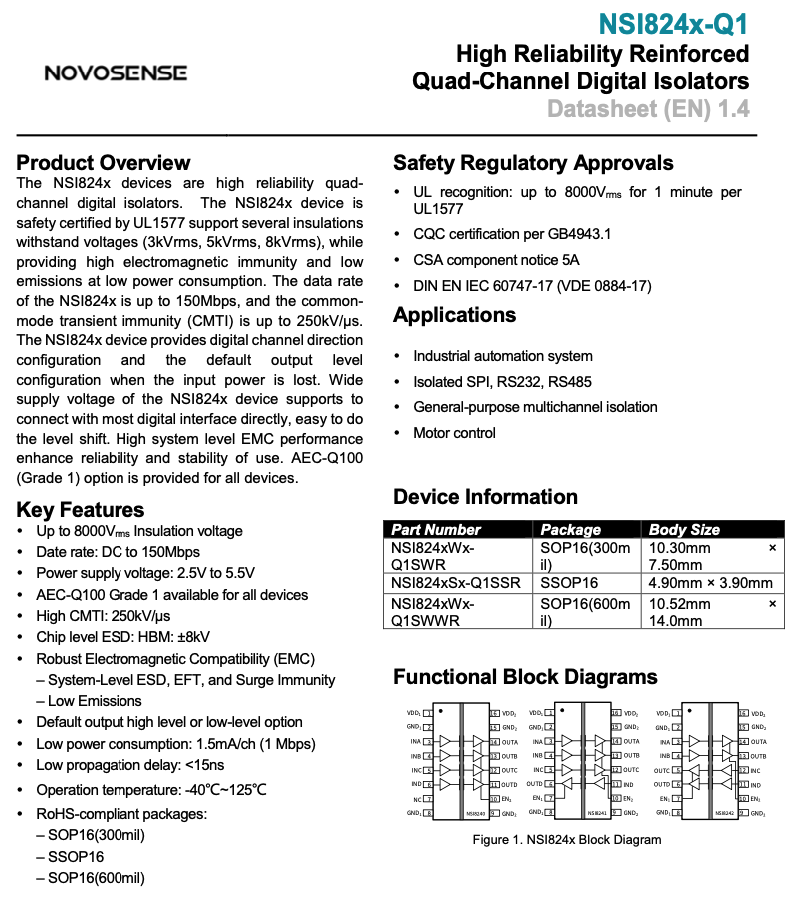 NSI824x-Q1
High Reliability Reinforced
NOVOSENSE
Quad-Channel Digital Isolators
Datasheet (EN) 1.4
Product Overview
The NSI824x devices are high reliability quad-
channel digital isolators. The NSI824x device is
safety certified by UL1577 support several insulations
withstand voltages (3kVrms, 5kVrms, 8kVrms), while
providing high electromagnetic immunity and low
emissions at low power consumption. The data rate
of the NSI824x is up to 150Mbps, and the common-
mode transient immunity (CMTI) is up to 250kV/μs.
The NSI824x device provides digital channel direction
configuration and the default output level
configuration when the input power is lost. Wide
supply voltage of the NSI824x device supports to
connect with most digital interface directly, easy to do
the level shift. High system level EMC performance
enhance reliability and stability of use. AEC-Q100
(Grade 1) option is provided for all devices.
Key Features
• Up to 8000Vrms Insulation voltage
• Date rate: DC to 150Mbps
• Power supply voltage: 2.5V to 5.5V
• AEC-Q100 Grade 1 available for all devices
• High CMTI: 250kV/μs
• Chip level ESD: HBM: ±8kV
• Robust Electromagnetic Compatibility (EMC)
– System-Level ESD, EFT, and Surge Immunity
– Low Emissions
• Default output high level or low-level option
• Low power consumption: 1.5mA/ch (1 Mbps)
• Low propagation delay: <15ns
• Operation temperature: -40℃~125℃
• RoHS-compliant packages:
– SOP16(300mil)
– SSOP16
– SOP16(600mil)
Safety Regulatory Approvals
• UL recognition: up to 8000Vrms for 1 minute per
UL1577
• CQC certification per GB4943.1
• CSA component notice 5A
• DIN EN IEC 60747-17 (VDE 0884-17)
Applications
• Industrial automation system
• Isolated SPI, RS232, RS485
• General-purpose multichannel isolation
• Motor control
Device Information
Part Number Package Body Size
NSI824xWx- SOP16(300m 10.30mm ×
Q1SWR il) 7.50mm
NSI824xSx-Q1SSR SSOP16 4.90mm × 3.90mm
NSI824xWx- SOP16(600m 10.52mm ×
Q1SWWR il) 14.0mm
Functional Block Diagrams
VDD1 1 16 VDD2 VDD1 1 16 VDD2 VDD1 1 16 VDD2
GND1 2 15 GND2 GND1 2 15 GND2 GND1 2 15 GND2
INA 3 14 OUTA INA 3 14 OUTA INA 3 14 OUTA
INB 4 13 OUTB INB 4 13 OUTB INB 4 13 OUTB
INC 5 12 OUTC INC 5 12 OUTC OUTC 5 12 INC
IND 6 11 OUTD OUTD 6 11 IND OUTD 6 11 IND
NC 7 10 EN2 EN1 7 10 EN2 EN1 7 10 EN2
GND1 8 NSI8240 9 GND2 GND1 8 NSI8241 9 GND2 GND1 8 NSI8242 9 GND2
Figure 1. NSI824x Block Diagram